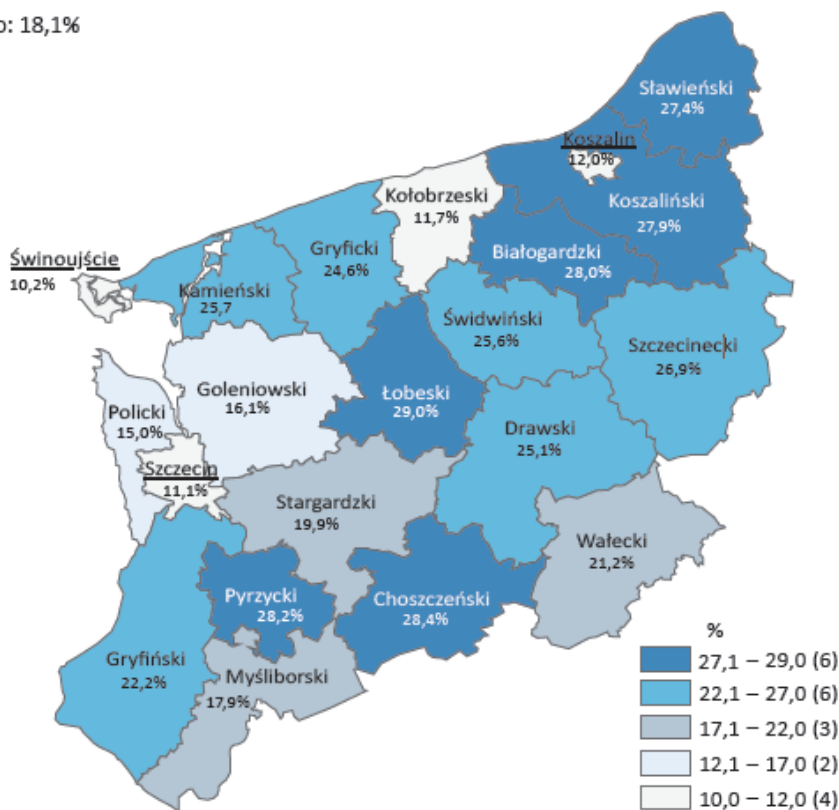 o: 18,1%
Sławieński
27,4%
Koszalin
12,0%
Kołobrzeski
11,7%
Koszaliński
27,9%
Białogardzki
28,0%
Gryficki
24,6%
Świnoujście
10,2%
Kamieński
25,7
Świdwiński
25,6%
Szczecinecki
26,9%
Goleniowski
16,1%
Łobeski
29,0%
Policki
15,0%
Drawski
25,1%
Szczecin
11,1%
Stargardzki
19,9%
Wałecki
21,2%
Pyrzycki
28,2%
Choszczeński
28,4%
Gryfiński
22,2%
Myśliborski
17,9%
%
27,1 – 29,0 (6)
22,1 – 27,0 (6)
17,1 – 22,0 (3)
12,1 – 17,0 (2)
10,0 – 12,0 (4)